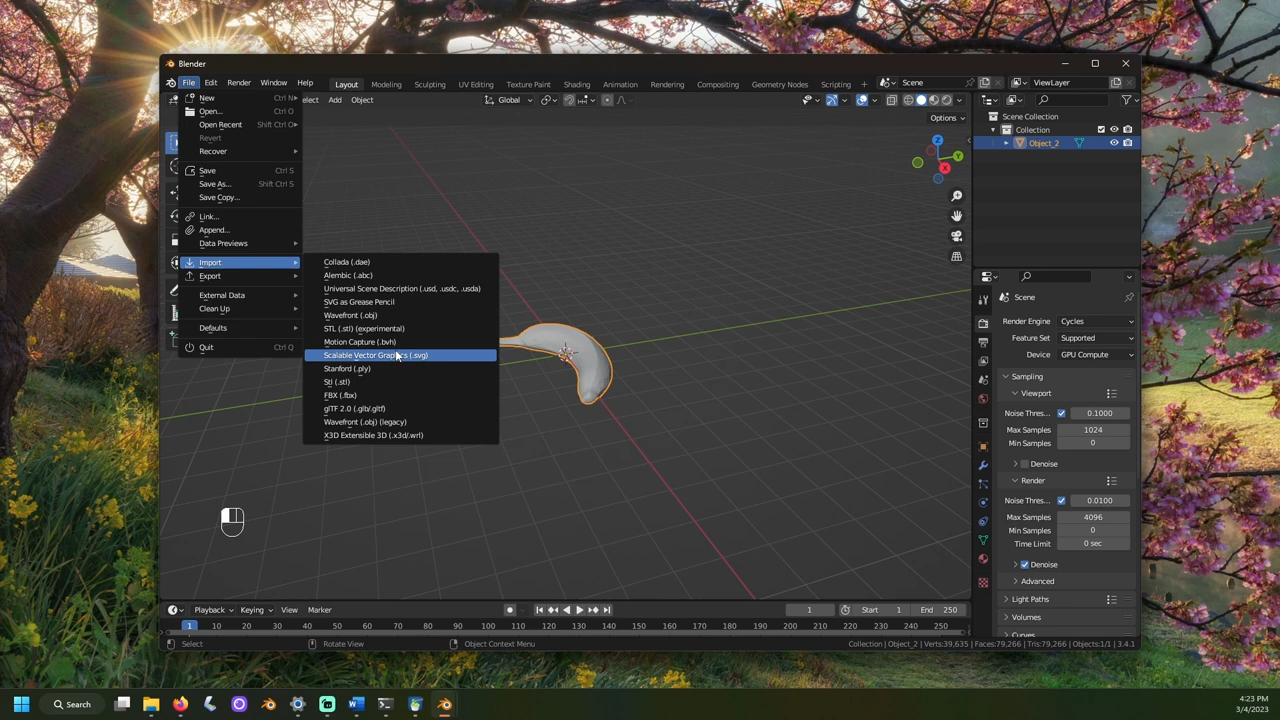 Blender
File Edit Render Window Help
Layout Modeling Sculpting UV Editing Texture Paint Shading Animation Rendering Compositing Geometry Nodes Scripting
Scene
ViewLayer
New Ctrl N
Open... Ctrl O
Open Recent Shift Ctrl O
Revert
Recover
Save Ctrl S
Save As... Shift Ctrl S
Save Copy...
Link...
Append...
Data Previews
Import
Export
External Data
Clean Up
Defaults
Quit Ctrl Q
Collada (.dae)
Alembic (.abc)
Universal Scene Description (.usd, .usdc, .usda)
SVG as Grease Pencil
Wavefront (.obj)
STL (.stl) (experimental)
Motion Capture (.bvh)
Scalable Vector Graphics (.svg)
Stanford (.ply)
Stl (.stl)
FBX (.fbx)
glTF 2.0 (.glb/.gltf)
Wavefront (.obj) (legacy)
X3D Extensible 3D (.x3d/.wrl)
lect Add Object
Global
Options
Z
Y
X
Scene Collection
Collection
Object_2
Scene
Render Engine Cycles
Feature Set Supported
Device GPU Compute
Sampling
Viewport
Noise Thres... 0.1000
Max Samples 1024
Min Samples 0
Denoise
Render
Noise Thres... 0.0100
Max Samples 4096
Min Samples 0
Time Limit 0 sec
Denoise
Advanced
Light Paths
Volumes
Curves
Playback Keying View Marker
1 Start 1 End 250
1 10 20 30 40 50 60 70 80 90 100 110 120 130 140 150 160 170 180 190 200 210 220 230 240 250
Select
Rotate View
Object Context Menu
Collection | Object_2 | Verts:39,635 | Faces:79,266 | Tris:79,266 | Objects:1/1 | 3.4.1
Search
4:23 PM
3/4/2023